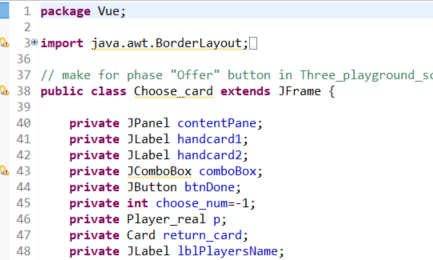 1 package Vue;
2
3 import java.awt.BorderLayout;
36
37 // make for phase "Offer" button in Three_playground_sc
38 public class Choose_card extends JFrame {
39
40 private JPanel contentPane;
41 private JLabel handcard1;
42 private JLabel handcard2;
43 private JComboBox comboBox;
44 private JButton btnDone;
45 private int choose_num=-1;
46 private Player_real p;
47 private Card return_card;
48 private JLabel lblPlayersName;